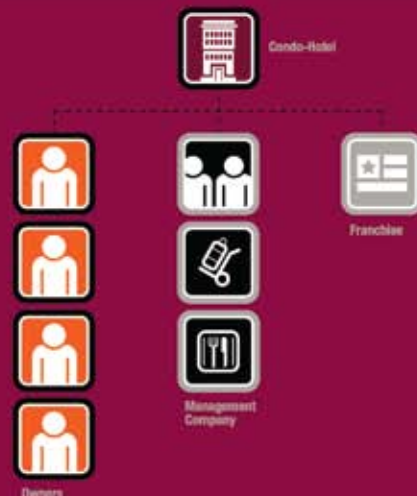 Condo-Hotel
Franchise
Management
Company
Owners